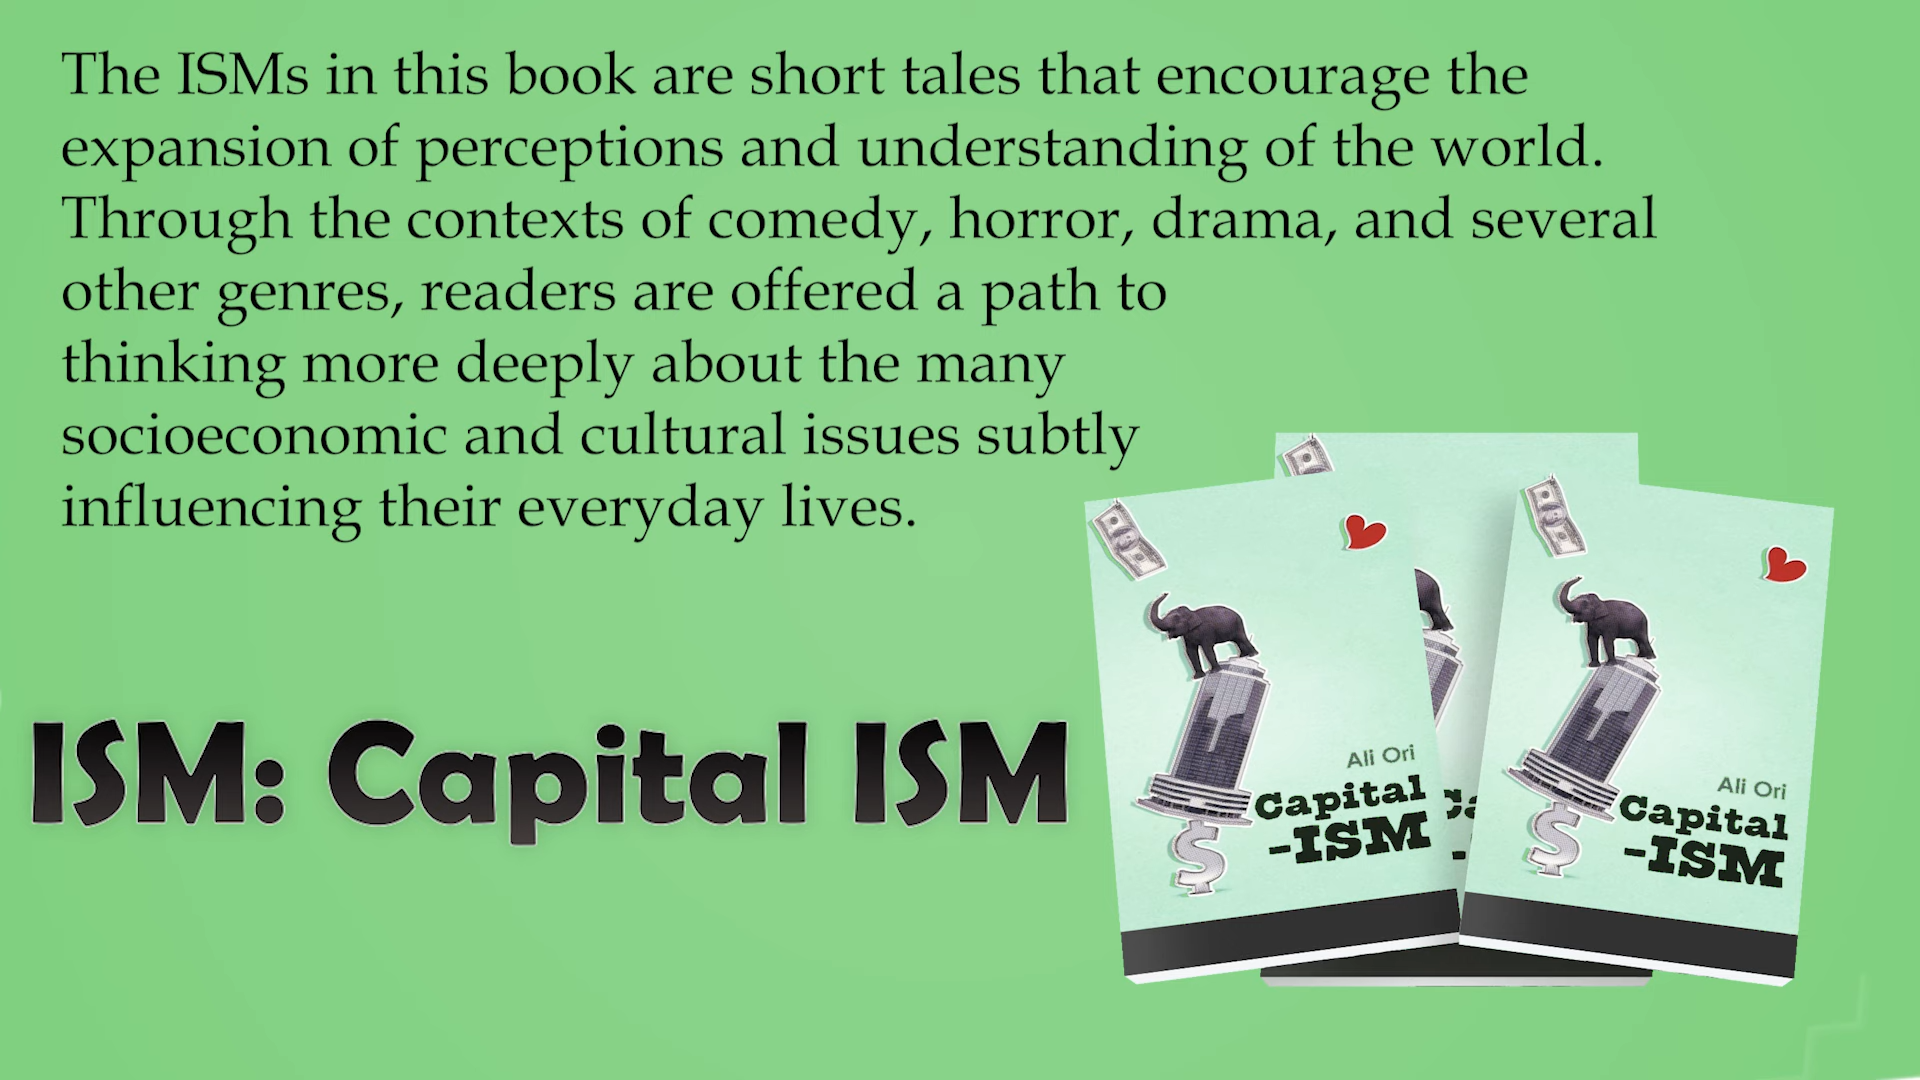 The ISMs in this book are short tales that encourage the
expansion of perceptions and understanding of the world.
Through the contexts of comedy, horror, drama, and several
other genres, readers are offered a path to
thinking more deeply about the many
socioeconomic and cultural issues subtly
influencing their everyday lives.
ISM: Capital ISM
Ali Ori
Capital
-ISM
Ca
-
Ali Ori
Capital
-ISM